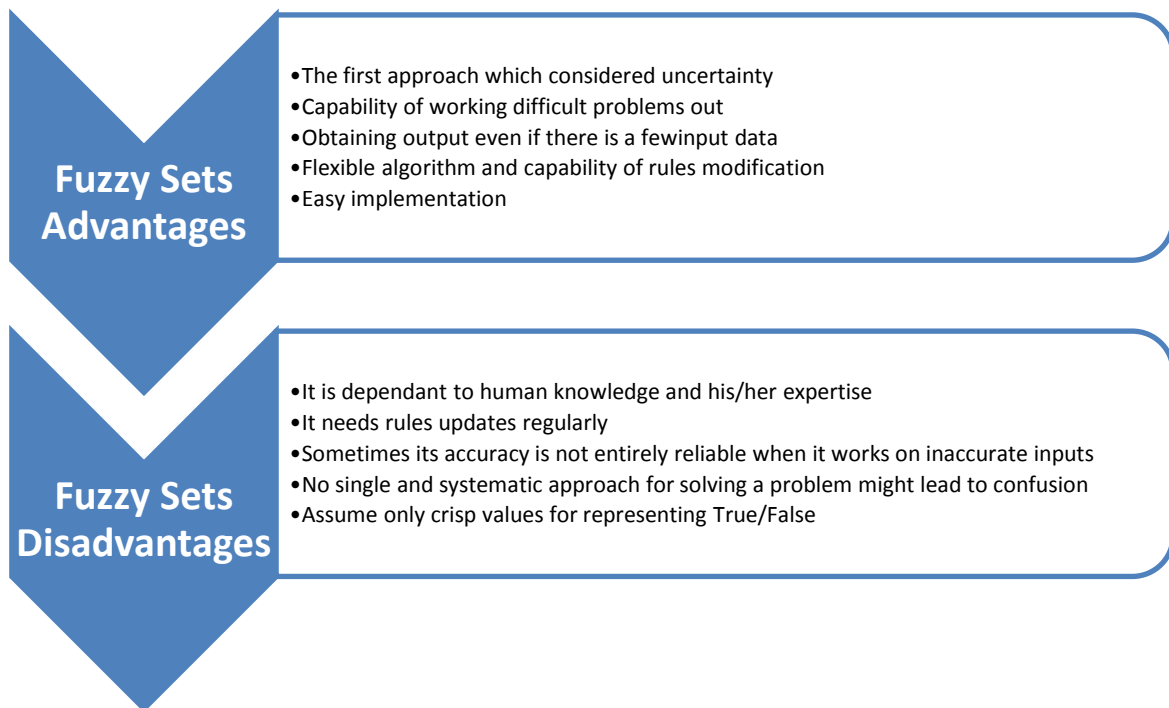 Fuzzy Sets
Advantages
•The first approach which considered uncertainty
•Capability of working difficult problems out
•Obtaining output even if there is a fewinput data
•Flexible algorithm and capability of rules modification
•Easy implementation
Fuzzy Sets
Disadvantages
•It is dependant to human knowledge and his/her expertise
•It needs rules updates regularly
•Sometimes its accuracy is not entirely reliable when it works on inaccurate inputs
•No single and systematic approach for solving a problem might lead to confusion
•Assume only crisp values for representing True/False